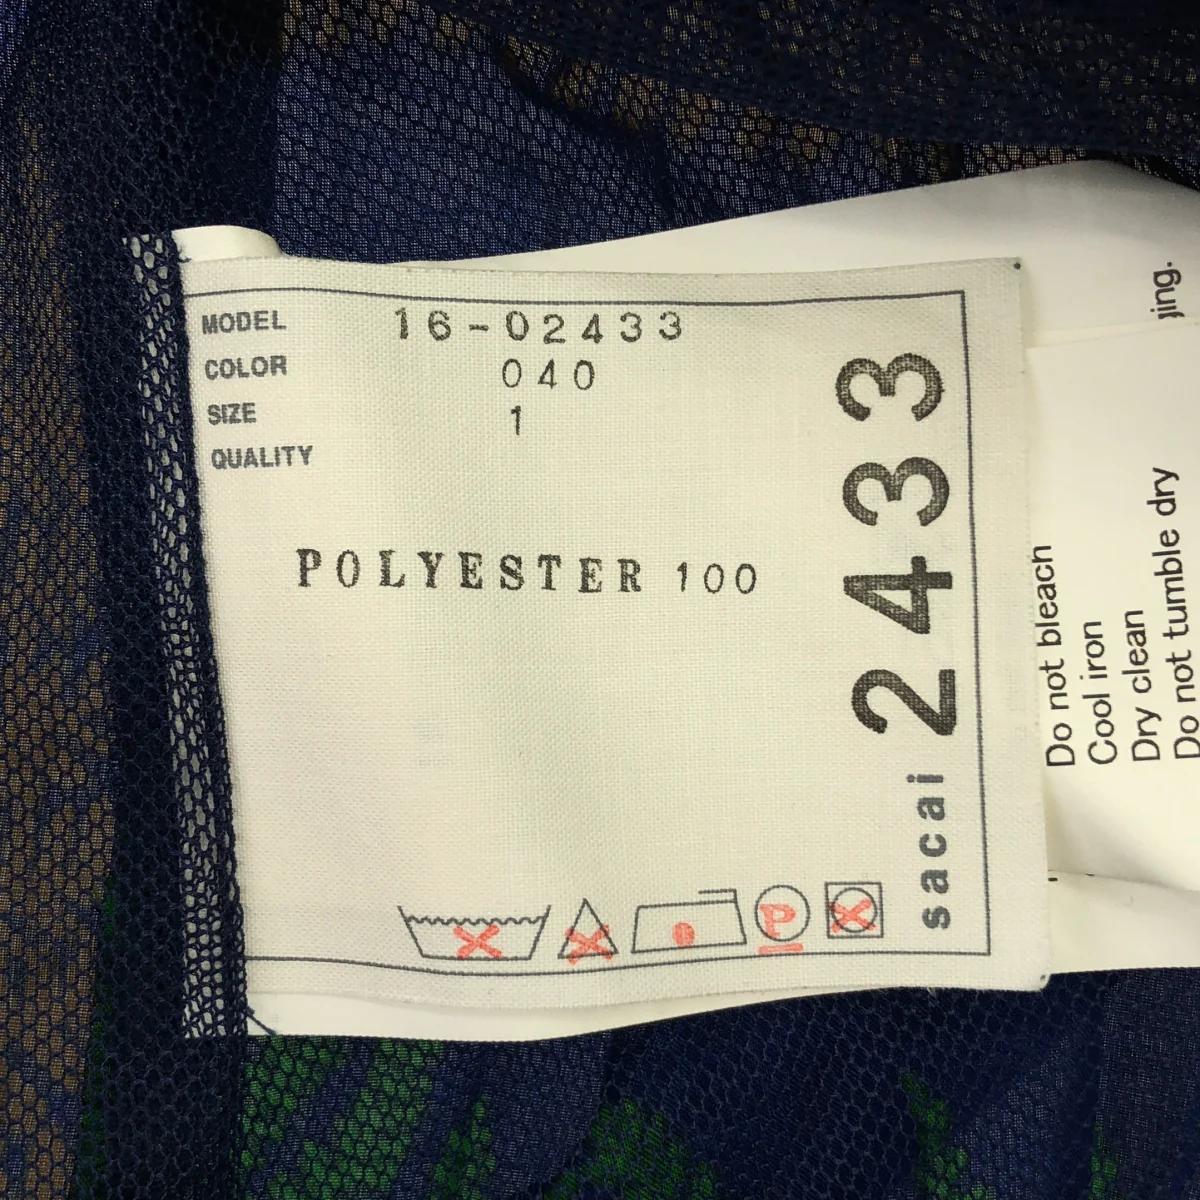 MODEL 16-02433
COLOR 040
SIZE 1
QUALITY
POLYESTER 100
P
sacai 2433
Do not bleach
Cool iron
Dry clean
Do not tumble dry